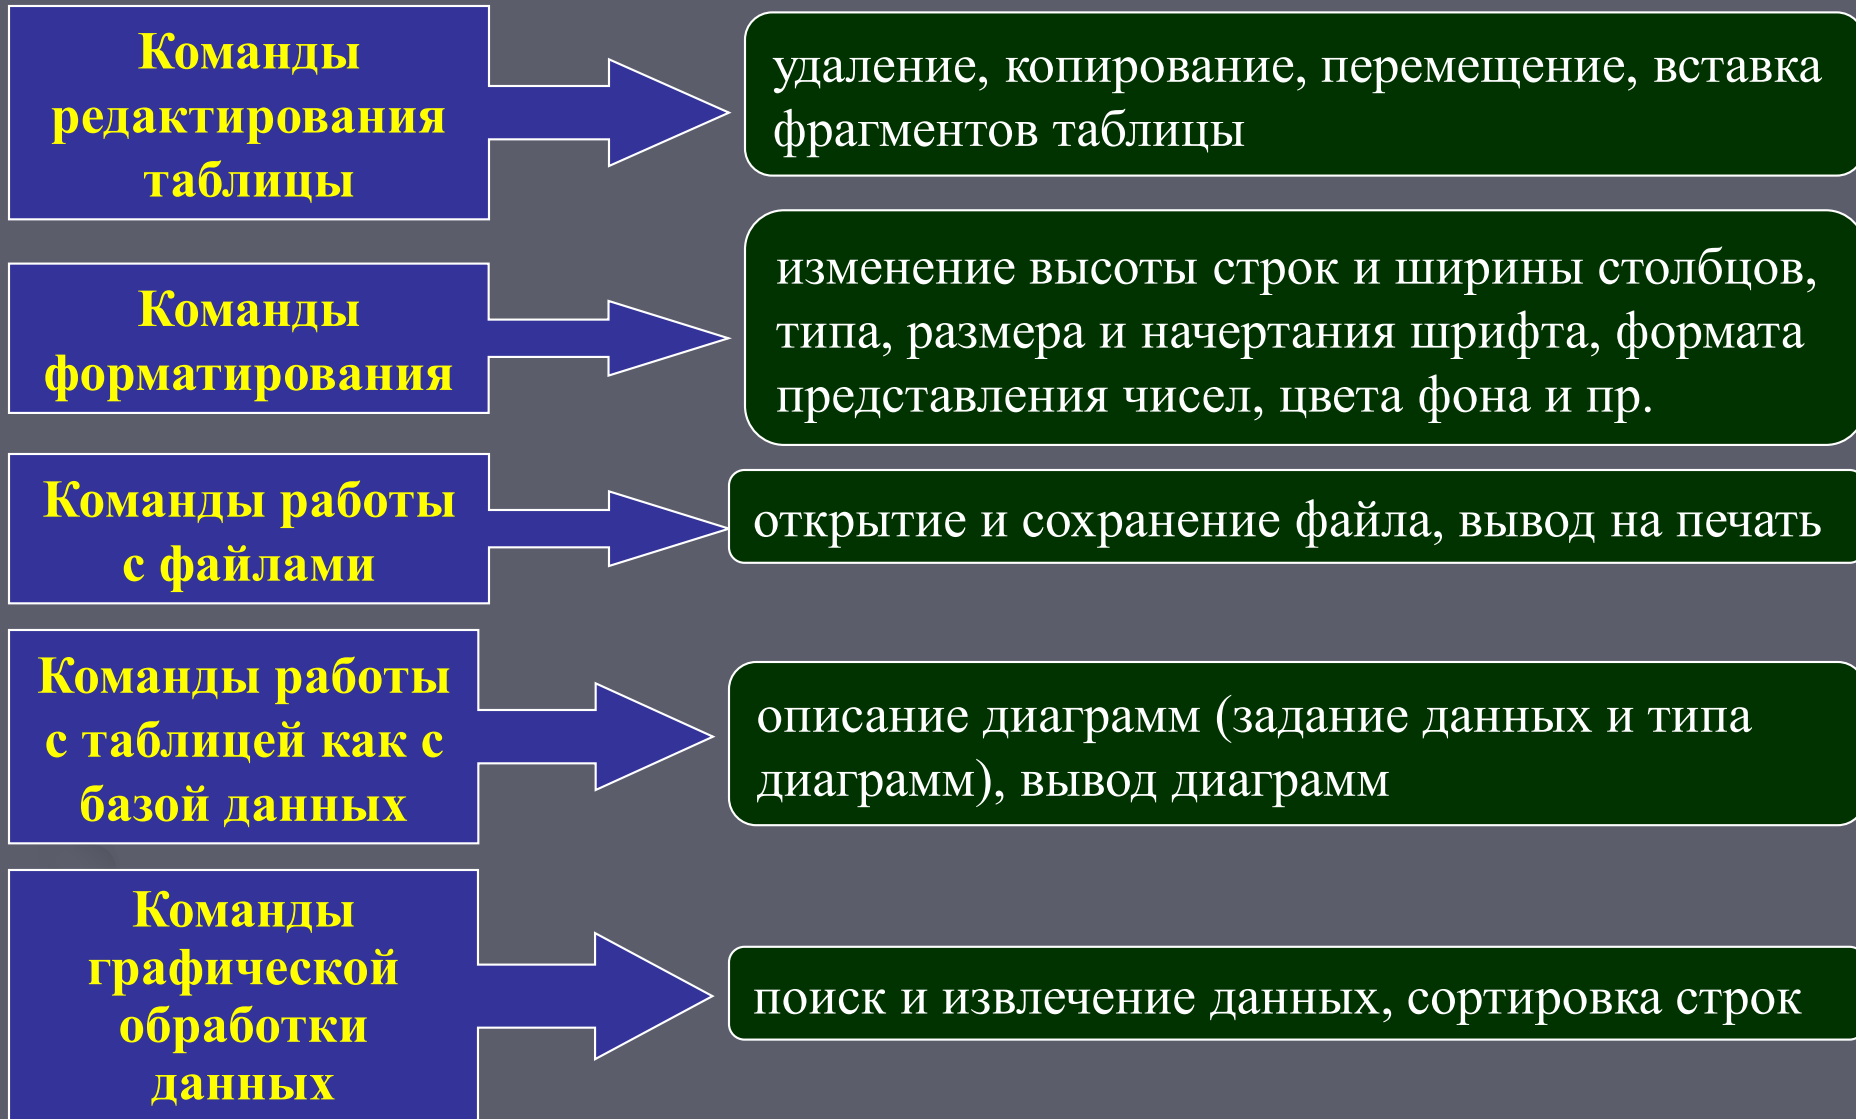 Команды
редактирования
таблицы
удаление, копирование, перемещение, вставка
фрагментов таблицы
Команды
форматирования
изменение высоты строк и ширины столбцов,
типа, размера и начертания шрифта, формата
представления чисел, цвета фона и пр.
Команды работы
с файлами
открытие и сохранение файла, вывод на печать
Команды работы
с таблицей как с
базой данных
описание диаграмм (задание данных и типа
диаграмм), вывод диаграмм
Команды
графической
обработки
данных
поиск и извлечение данных, сортировка строк